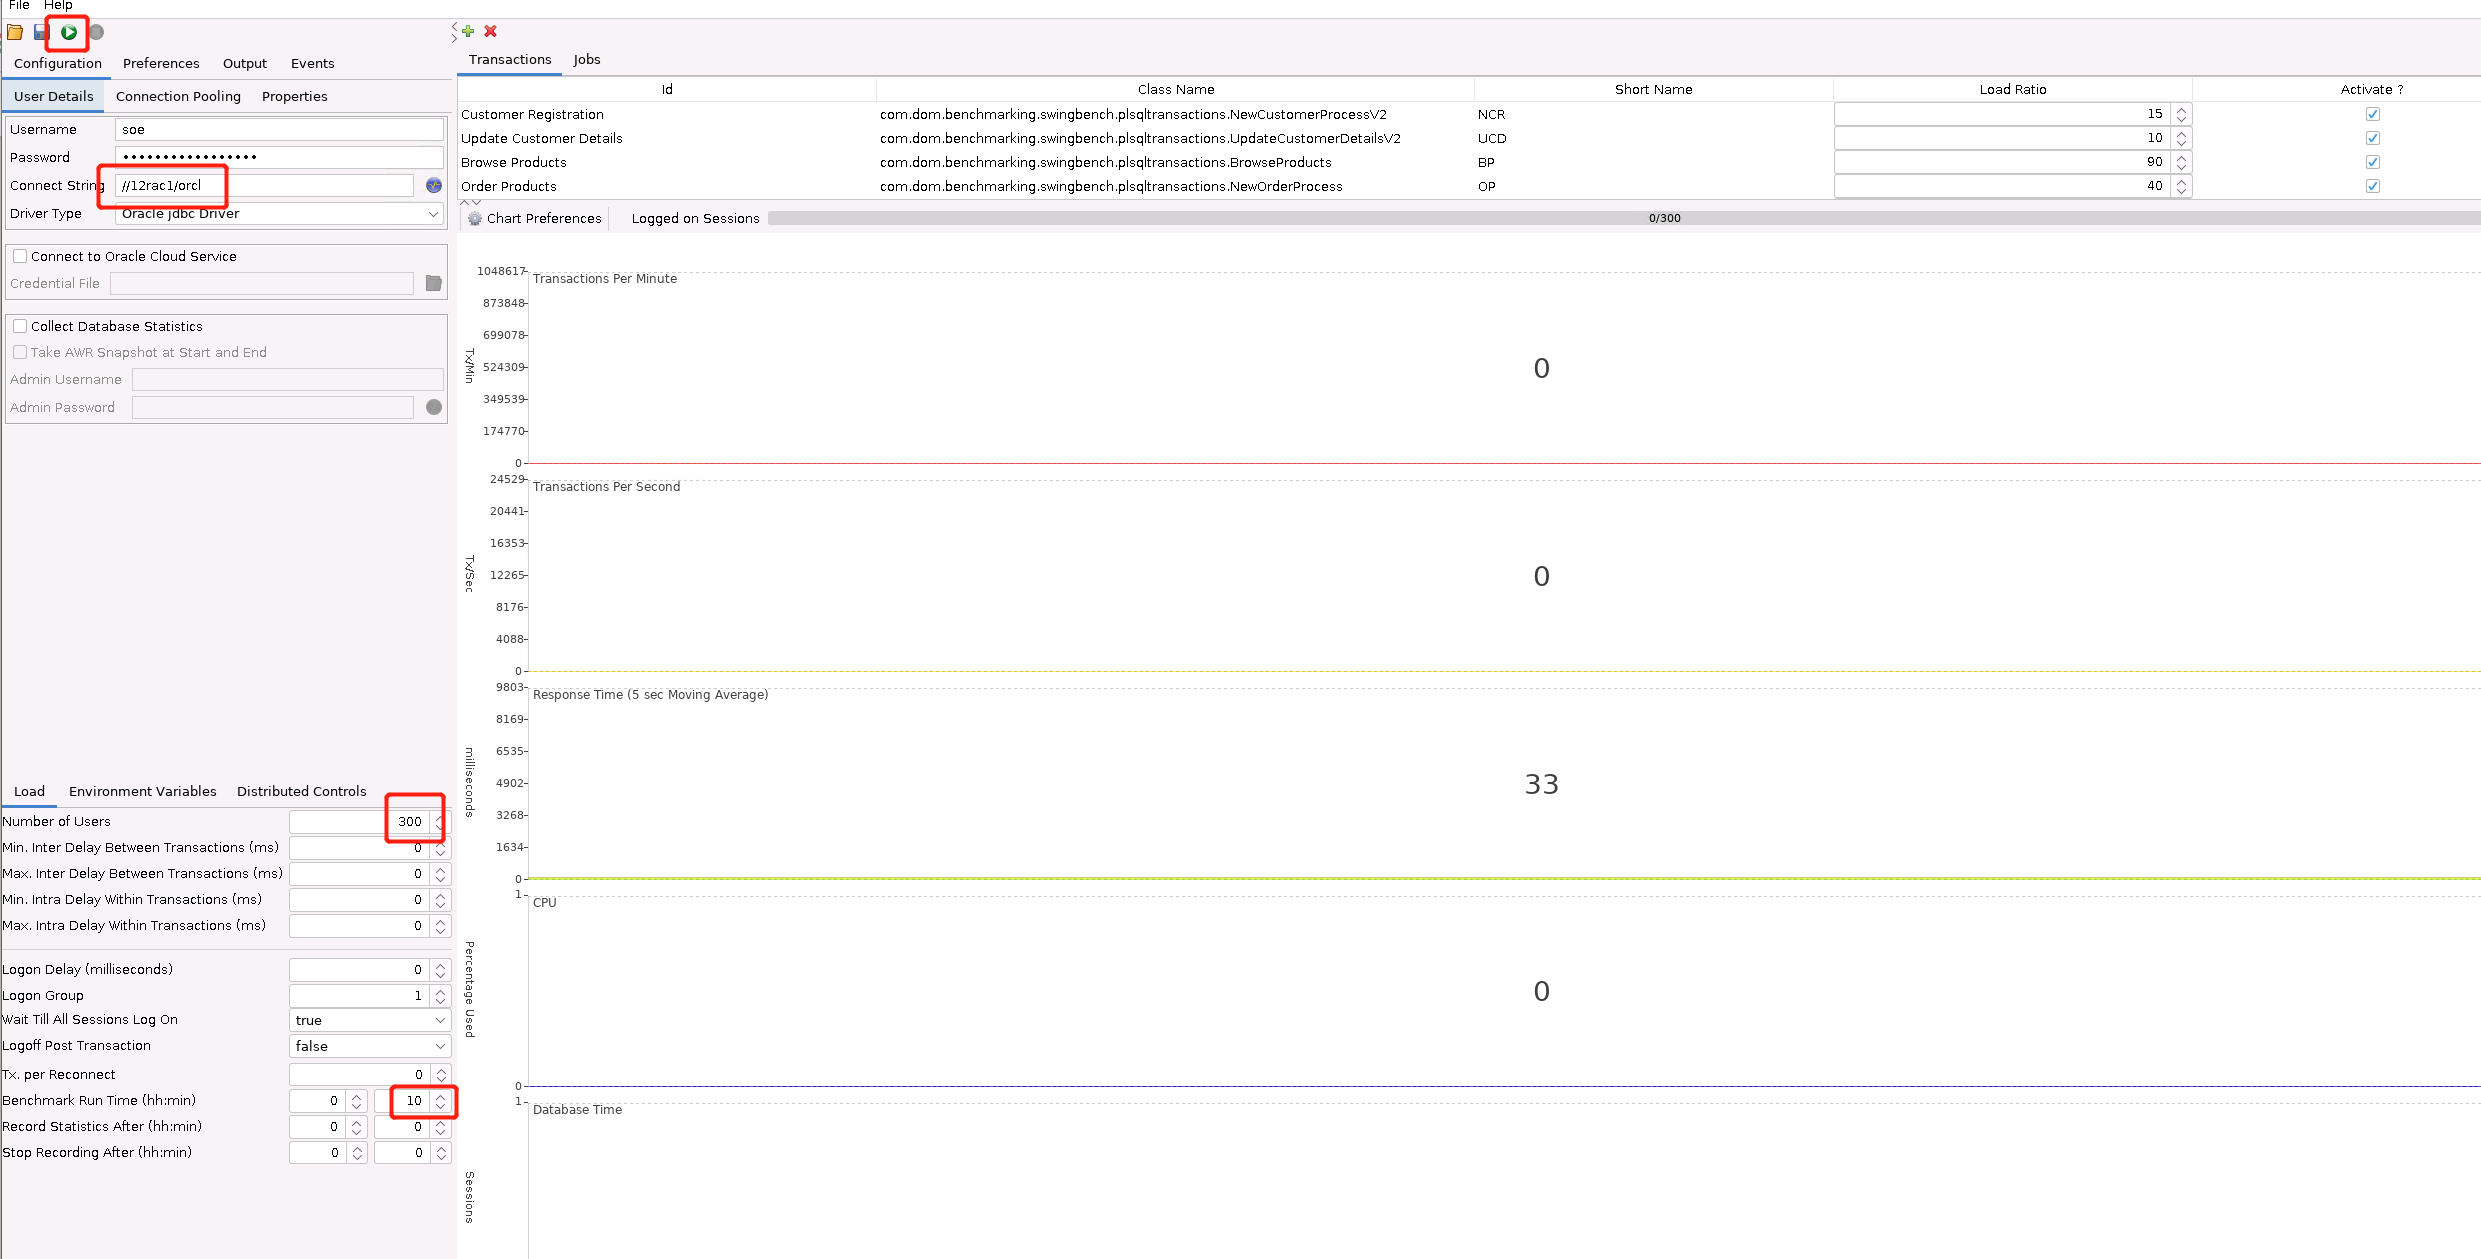 File Help
Configuration Preferences Output Events
User Details Connection Pooling Properties
Username soe
Password •••••••••••••••••
Connect String //12rac1/orcl
Driver Type Oracle jdbc Driver
Connect to Oracle Cloud Service
Credential File
Collect Database Statistics
Take AWR Snapshot at Start and End
Admin Username
Admin Password
Load Environment Variables Distributed Controls
Number of Users 300
Min. Inter Delay Between Transactions (ms) 0
Max. Inter Delay Between Transactions (ms) 0
Min. Intra Delay Within Transactions (ms) 0
Max. Intra Delay Within Transactions (ms) 0
Logon Delay (milliseconds) 0
Logon Group 1
Wait Till All Sessions Log On true
Logoff Post Transaction false
Tx. per Reconnect 0
Benchmark Run Time (hh:min) 0 10
Record Statistics After (hh:min) 0 0
Stop Recording After (hh:min) 0 0
Transactions Jobs
Id Class Name Short Name Load Ratio Activate ?
Customer Registration com.dom.benchmarking.swingbench.plsqltransactions.NewCustomerProcessV2 NCR 15
Update Customer Details com.dom.benchmarking.swingbench.plsqltransactions.UpdateCustomerDetailsV2 UCD 10
Browse Products com.dom.benchmarking.swingbench.plsqltransactions.BrowseProducts BP 90
Order Products com.dom.benchmarking.swingbench.plsqltransactions.NewOrderProcess OP 40
Chart Preferences Logged on Sessions 0/300
Transactions Per Minute
Tx/Min
1048617
873848
699078
524309
349539
174770
0
0
Transactions Per Second
Tx/Sec
24529
20441
16353
12265
8176
4088
0
0
Response Time (5 sec Moving Average)
milliseconds
9803
8169
6535
4902
3268
1634
0
33
CPU
Percentage Used
1
0
0
Database Time
Sessions
1